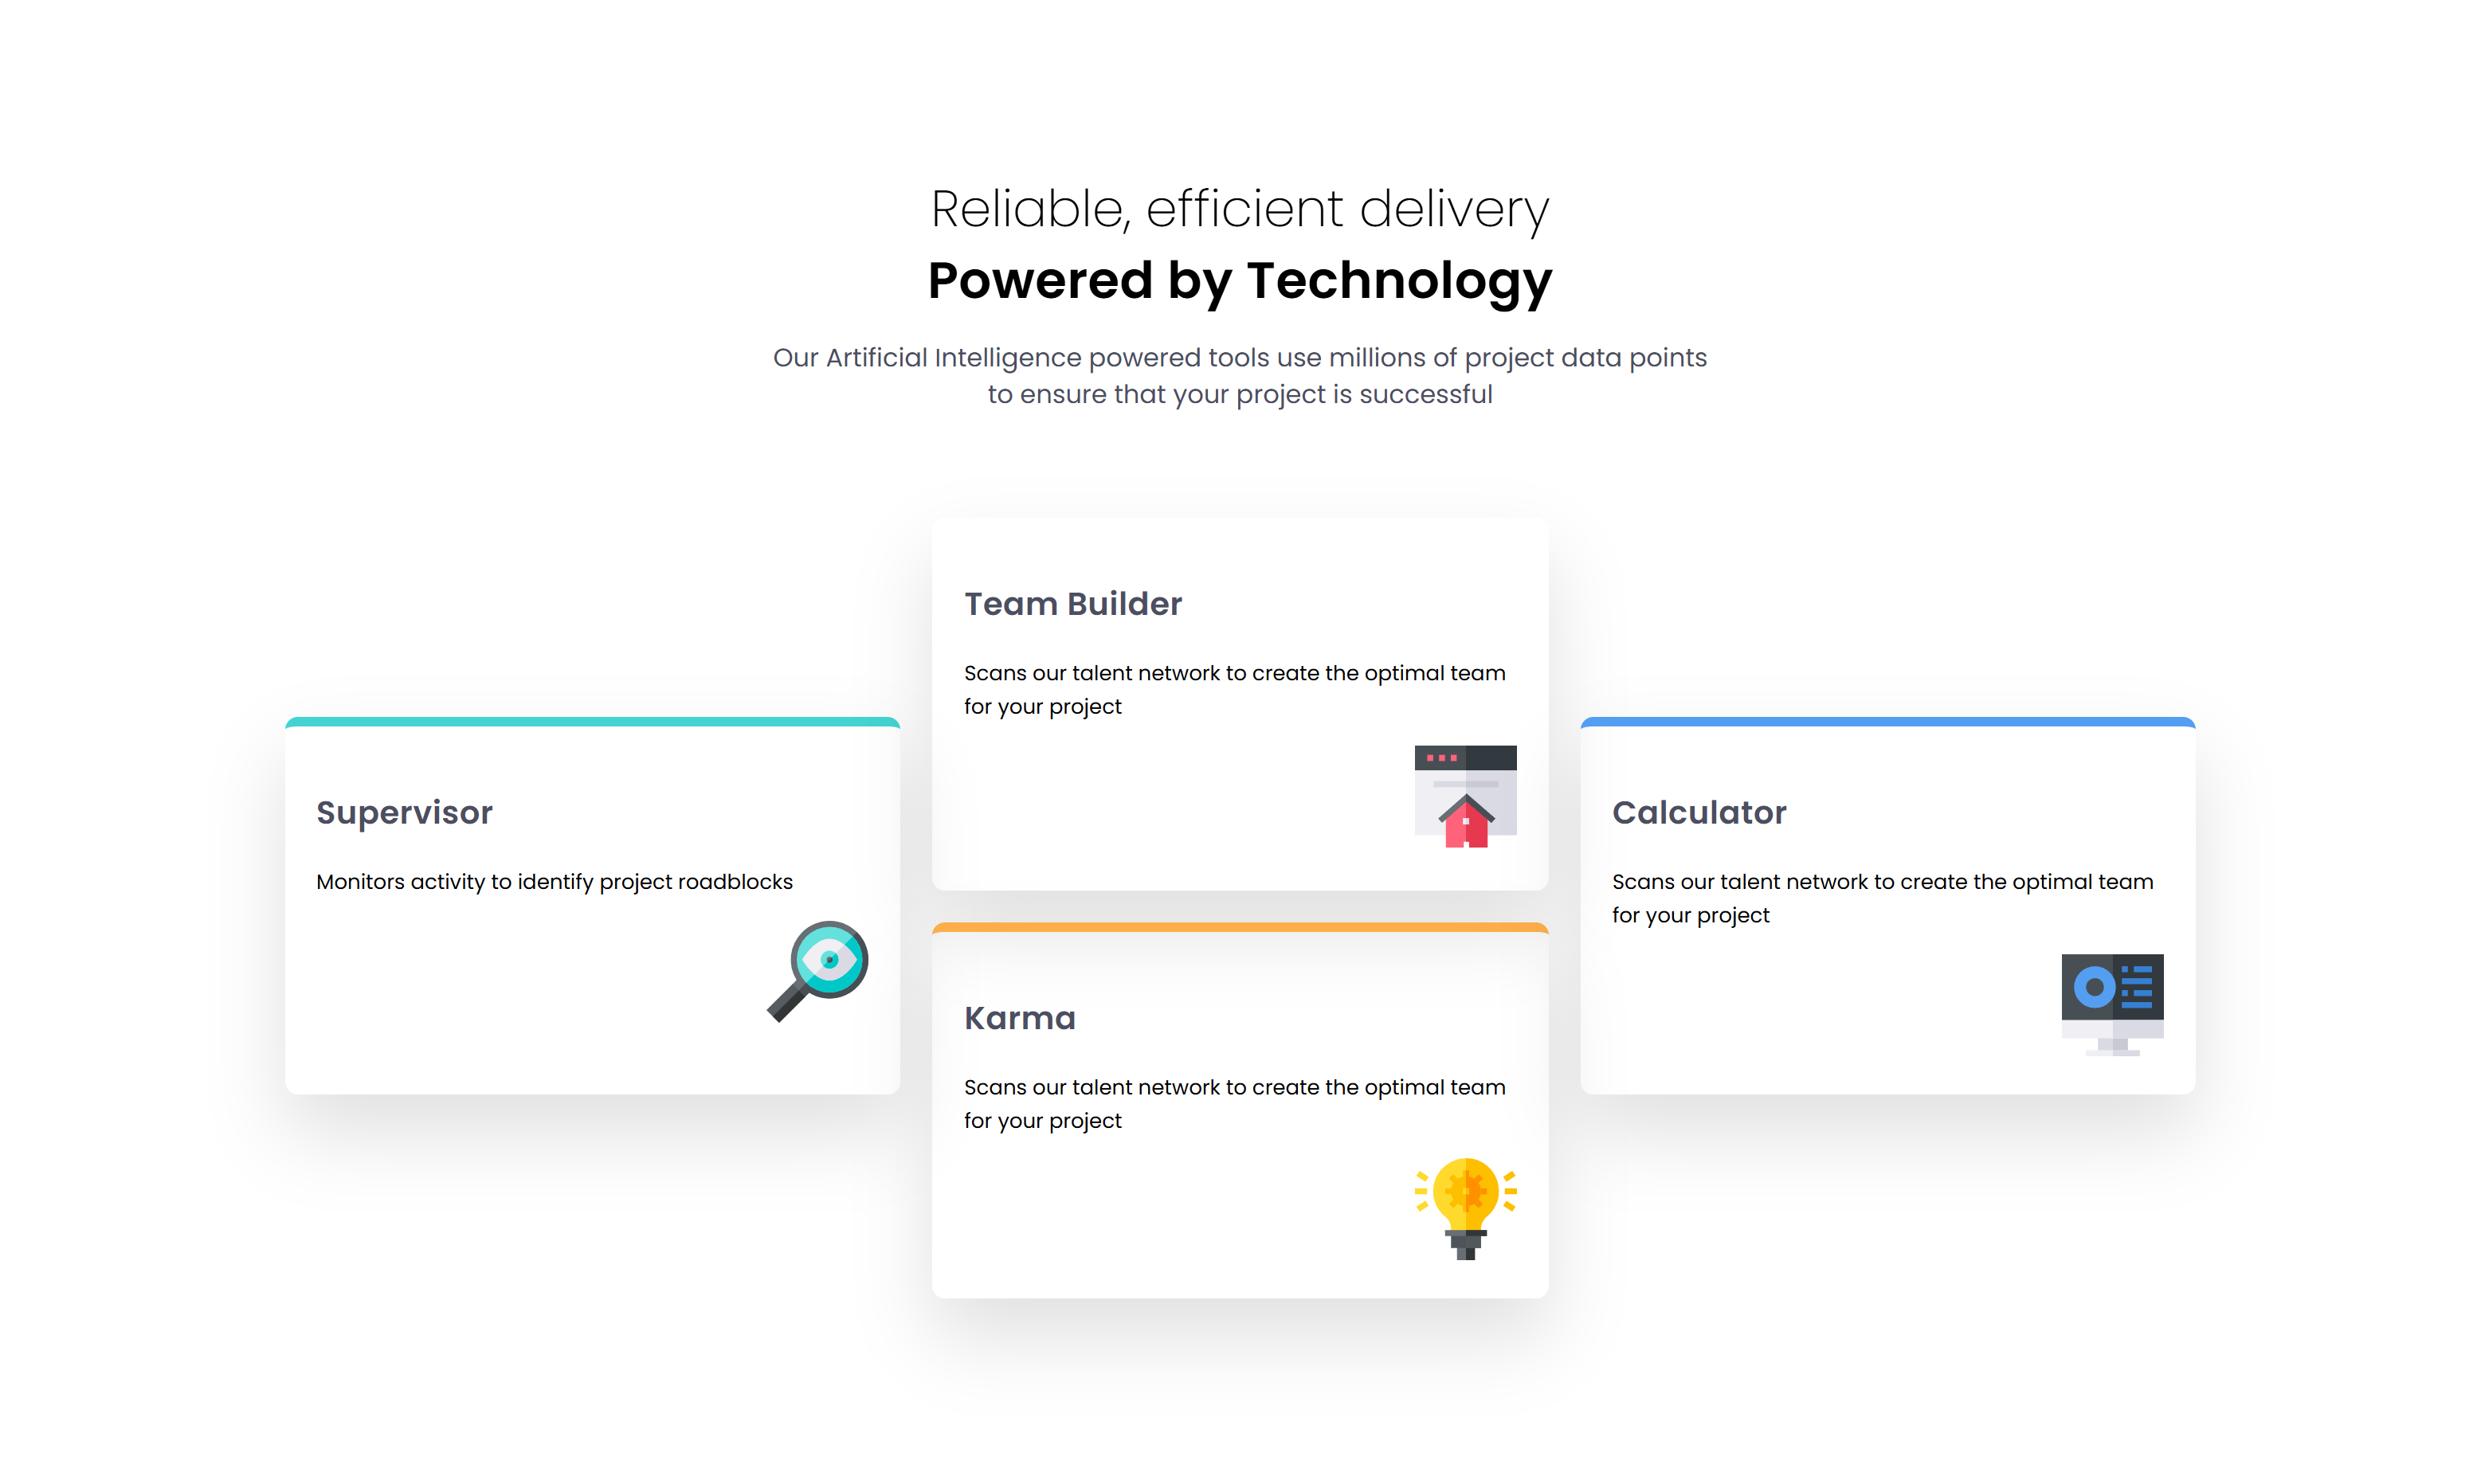 Reliable, efficient delivery
Powered by Technology
Our Artificial Intelligence powered tools use millions of project data points
to ensure that your project is successful
Supervisor
Monitors activity to identify project roadblocks
Team Builder
Scans our talent network to create the optimal team
for your project
Karma
Scans our talent network to create the optimal team
for your project
Calculator
Scans our talent network to create the optimal team
for your project